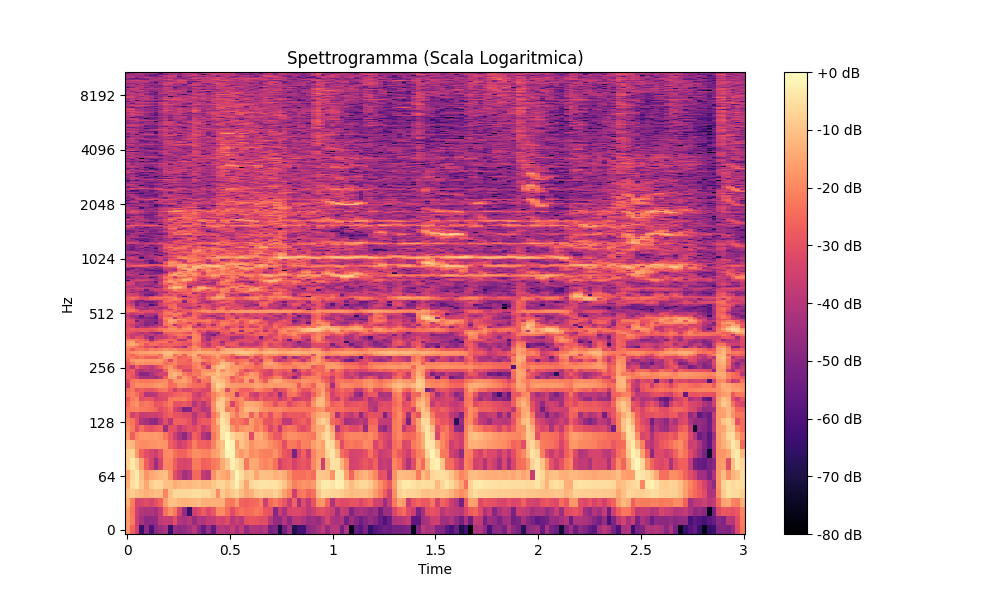 Spettrogramma (Scala Logaritmica)
Hz
8192
4096
2048
1024
512
256
128
64
0
0
0.5
1
1.5
2
2.5
3
Time
+0 dB
-10 dB
-20 dB
-30 dB
-40 dB
-50 dB
-60 dB
-70 dB
-80 dB